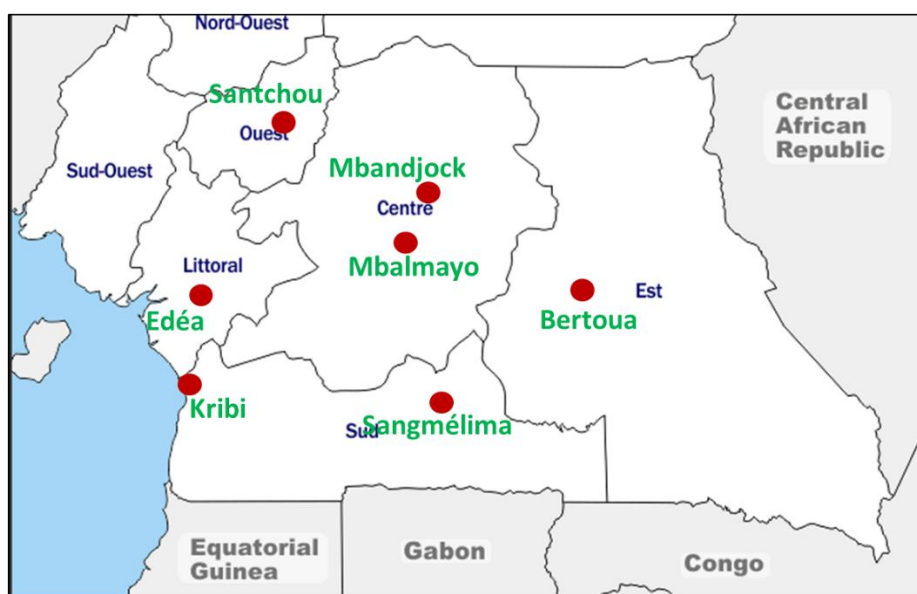 Nord-Ouest
Santchou
Ouest
Central
African
Republic
Sud-Ouest
Mbandjock
Centre
Littoral
Mbalmayo
Edéa
Bertoua
Est
Kribi
Sangmélima
Sud
Equatorial
Guinea
Gabon
Congo